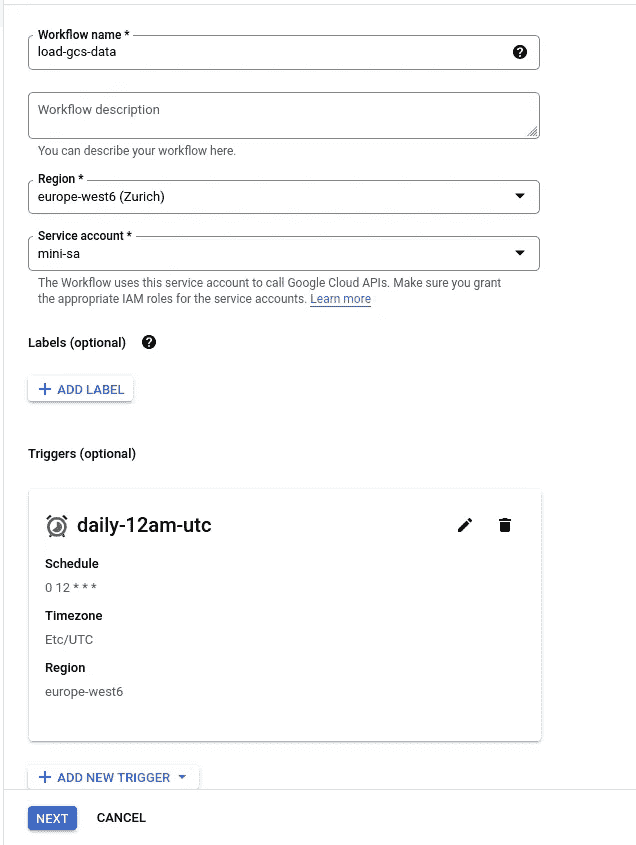 Workflow name *
load-gcs-data
Workflow description
You can describe your workflow here.
Region *
europe-west6 (Zurich)
Service account *
mini-sa
The Workflow uses this service account to call Google Cloud APIs. Make sure you grant
the appropriate IAM roles for the service accounts. Learn more
Labels (optional)
ADD LABEL
Triggers (optional)
daily-12am-utc
Schedule
0 12 * * *
Timezone
Etc/UTC
Region
europe-west6
ADD NEW TRIGGER
NEXT CANCEL